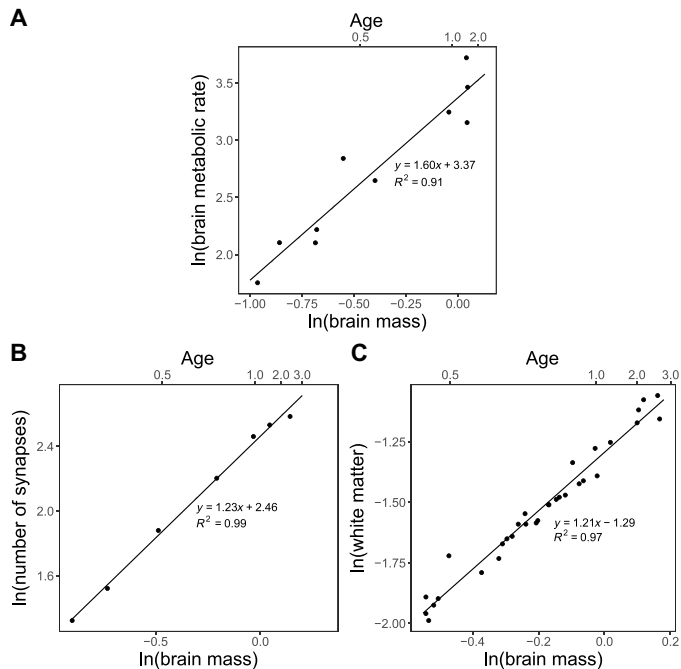 A
Age
0.5 1.0 2.0
ln(brain metabolic rate)
3.5
3.0
2.5
2.0
y = 1.60x + 3.37
R² = 0.91
−1.00 −0.75 −0.50 −0.25 0.00
ln(brain mass)
B
Age
0.5 1.0 2.0 3.0
ln(number of synapses)
2.4
2.0
1.6
y = 1.23x + 2.46
R² = 0.99
−0.5 0.0
ln(brain mass)
C
Age
0.5 1.0 2.0 3.0
ln(white matter)
−1.25
−1.50
−1.75
−2.00
y = 1.21x − 1.29
R² = 0.97
−0.4 −0.2 0.0 0.2
ln(brain mass)